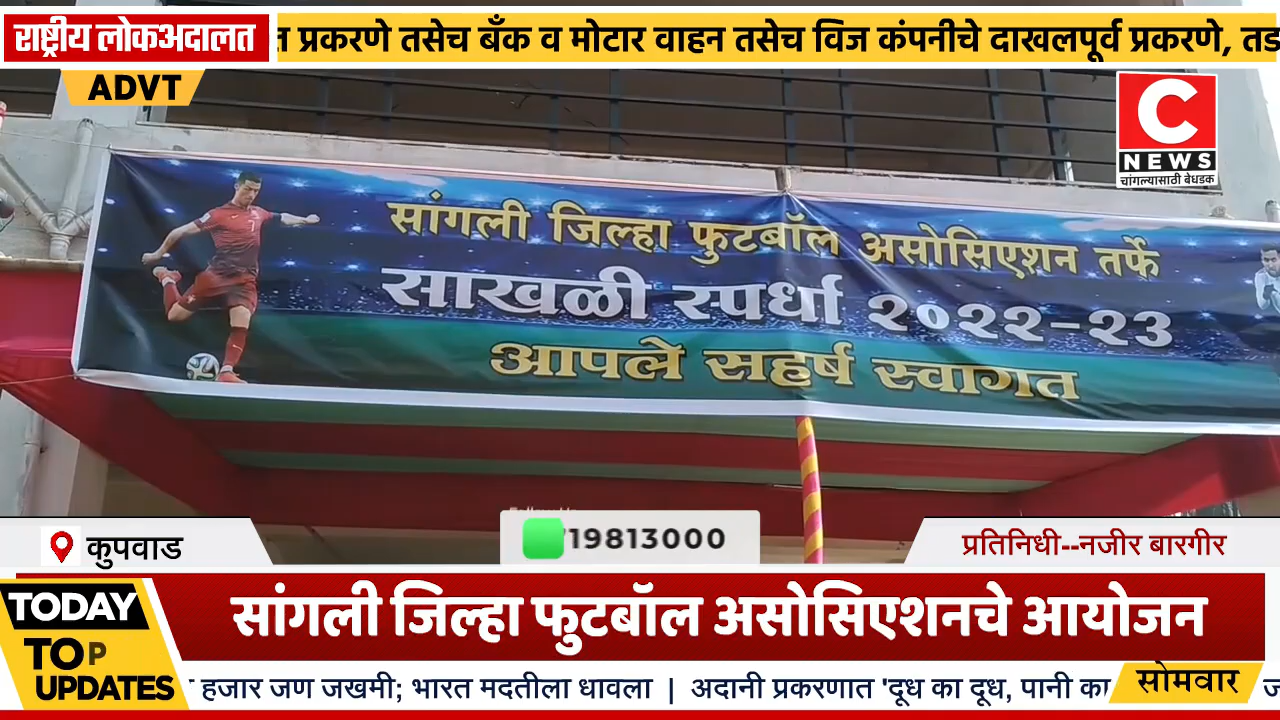 राष्ट्रीय लोकअदालत
प्रकरणे तसेच बँक व मोटार वाहन तसेच विज कंपनीचे दाखलपूर्व प्रकरणे,
ADVT
C
NEWS
चांगल्यासाठी बेधडक
सांगली जिल्हा फुटबॉल असोसिएशन तर्फे
साखळी स्पर्धा २०२२-२३
आपले सहर्ष स्वागत
19813000
कुपवाड
प्रतिनिधी--नजीर बारगीर
TODAY
TOP
UPDATES
सांगली जिल्हा फुटबॉल असोसिएशनचे आयोजन
हजार जण जखमी; भारत मदतीला धावला | अदानी प्रकरणात 'दूध का दूध, पानी का
सोमवार